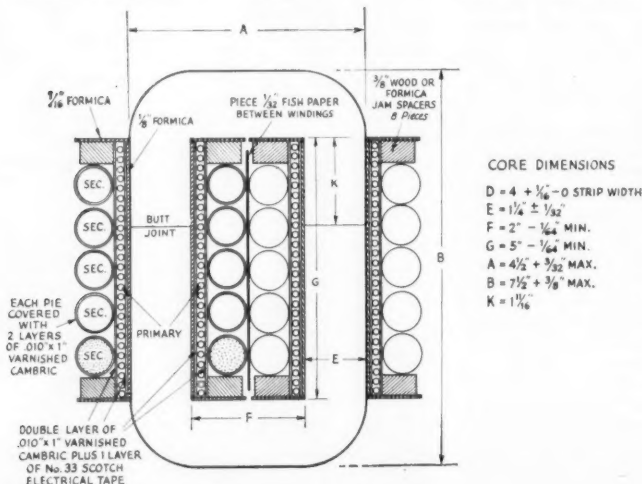 A
9/16" FORMICA
1/8" FORMICA
PIECE 1/32" FISH PAPER
BETWEEN WINDINGS
3/8" WOOD OR
FORMICA
JAM SPACERS
8 Pieces
K
SEC.
SEC.
SEC.
SEC.
SEC.
BUTT
JOINT
G
B
PRIMARY
EACH PIE
COVERED
WITH
2 LAYERS
OF .010" x 1"
VARNISHED
CAMBRIC
E
F
DOUBLE LAYER OF
.010" x 1" VARNISHED
CAMBRIC PLUS 1 LAYER
OF No. 33 SCOTCH
ELECTRICAL TAPE
CORE DIMENSIONS
D = 4 + 1/16" - 0 STRIP WIDTH
E = 1 1/4" ± 1/32"
F = 2" - 1/64" MIN.
G = 5" - 1/64" MIN.
A = 4 1/2" + 3/32" MAX.
B = 7 1/2" + 3/8" MAX.
K = 1 11/16"